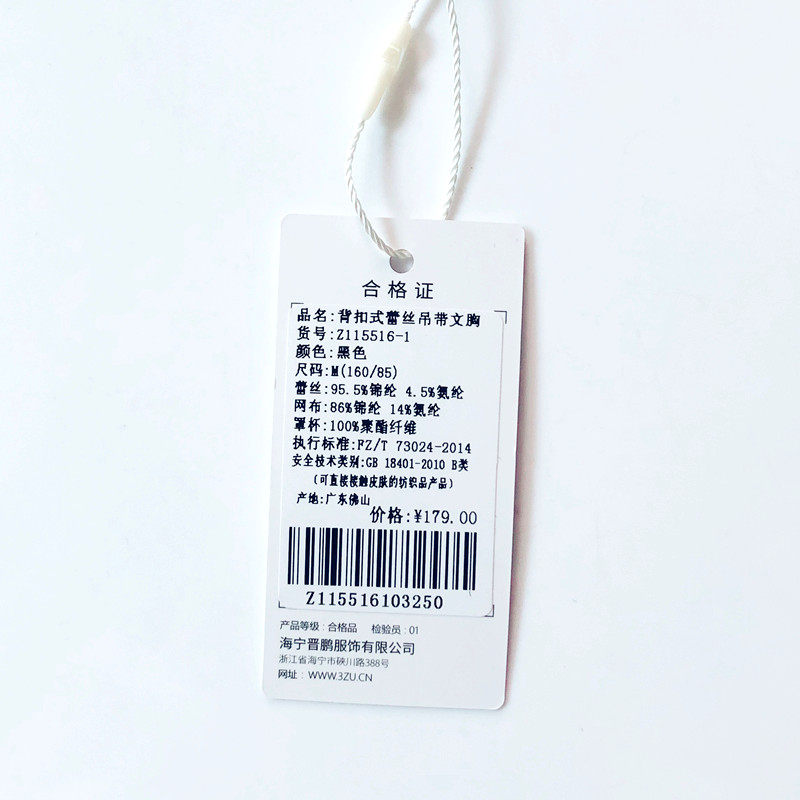 合格证
品名:背扣式蕾丝吊带文胸
货号:Z115516-1
颜色:黑色
尺码:M(160/85)
蕾丝:95.5%锦纶 4.5%氨纶
网布:86%锦纶 14%氨纶
罩杯:100%聚酯纤维
执行标准:FZ/T 73024-2014
安全技术类别:GB 18401-2010 B类
(可直接接触皮肤的纺织品产品)
产地:广东佛山
价格:¥179.00
Z115516103250
产品等级:合格品 检验员:01
海宁晋鹏服饰有限公司
浙江省海宁市硖川路388号
网址:WWW.3ZU.CN